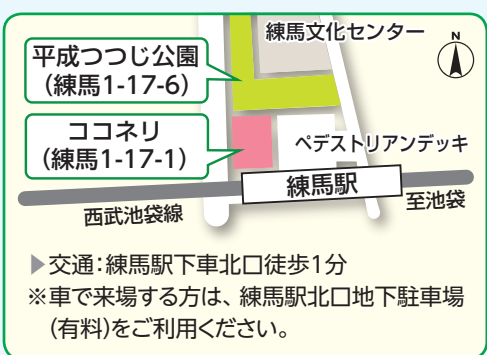 練馬文化センター
N
平成つつじ公園
（練馬1-17-6）
ココネリ
（練馬1-17-1）
ペデストリアンデッキ
練馬駅
西武池袋線
至池袋
▶交通：練馬駅下車北口徒歩1分
※車で来場する方は、練馬駅北口地下駐車場
（有料）をご利用ください。